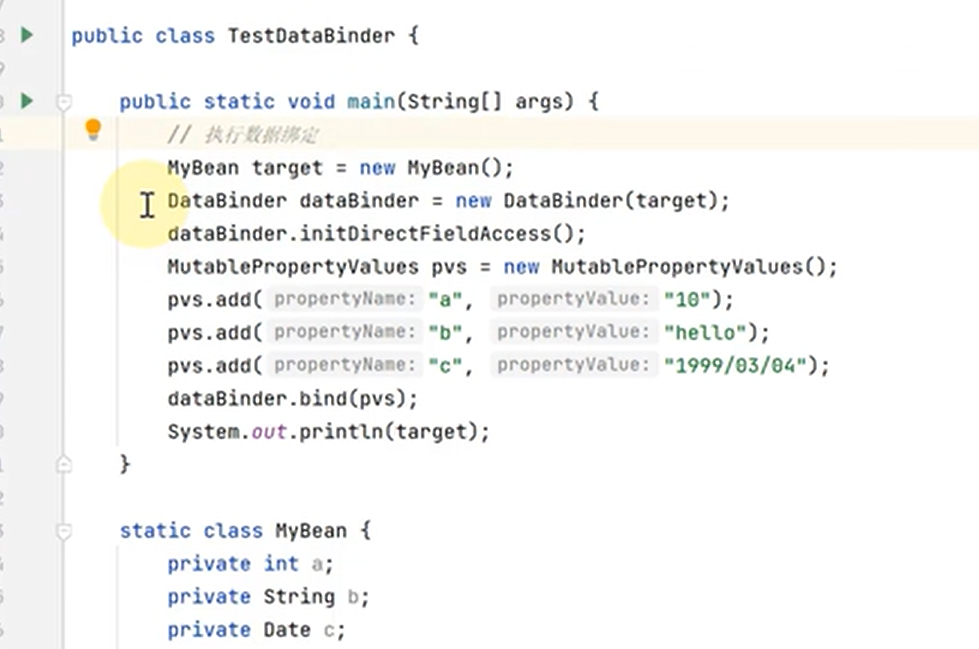 public class TestDataBinder {
public static void main(String[] args) {
// 执行数据绑定
MyBean target = new MyBean();
DataBinder dataBinder = new DataBinder(target);
dataBinder.initDirectFieldAccess();
MutablePropertyValues pvs = new MutablePropertyValues();
pvs.add( propertyName: "a", propertyValue: "10");
pvs.add( propertyName: "b", propertyValue: "hello");
pvs.add( propertyName: "c", propertyValue: "1999/03/04");
dataBinder.bind(pvs);
System.out.println(target);
}
static class MyBean {
private int a;
private String b;
private Date c;